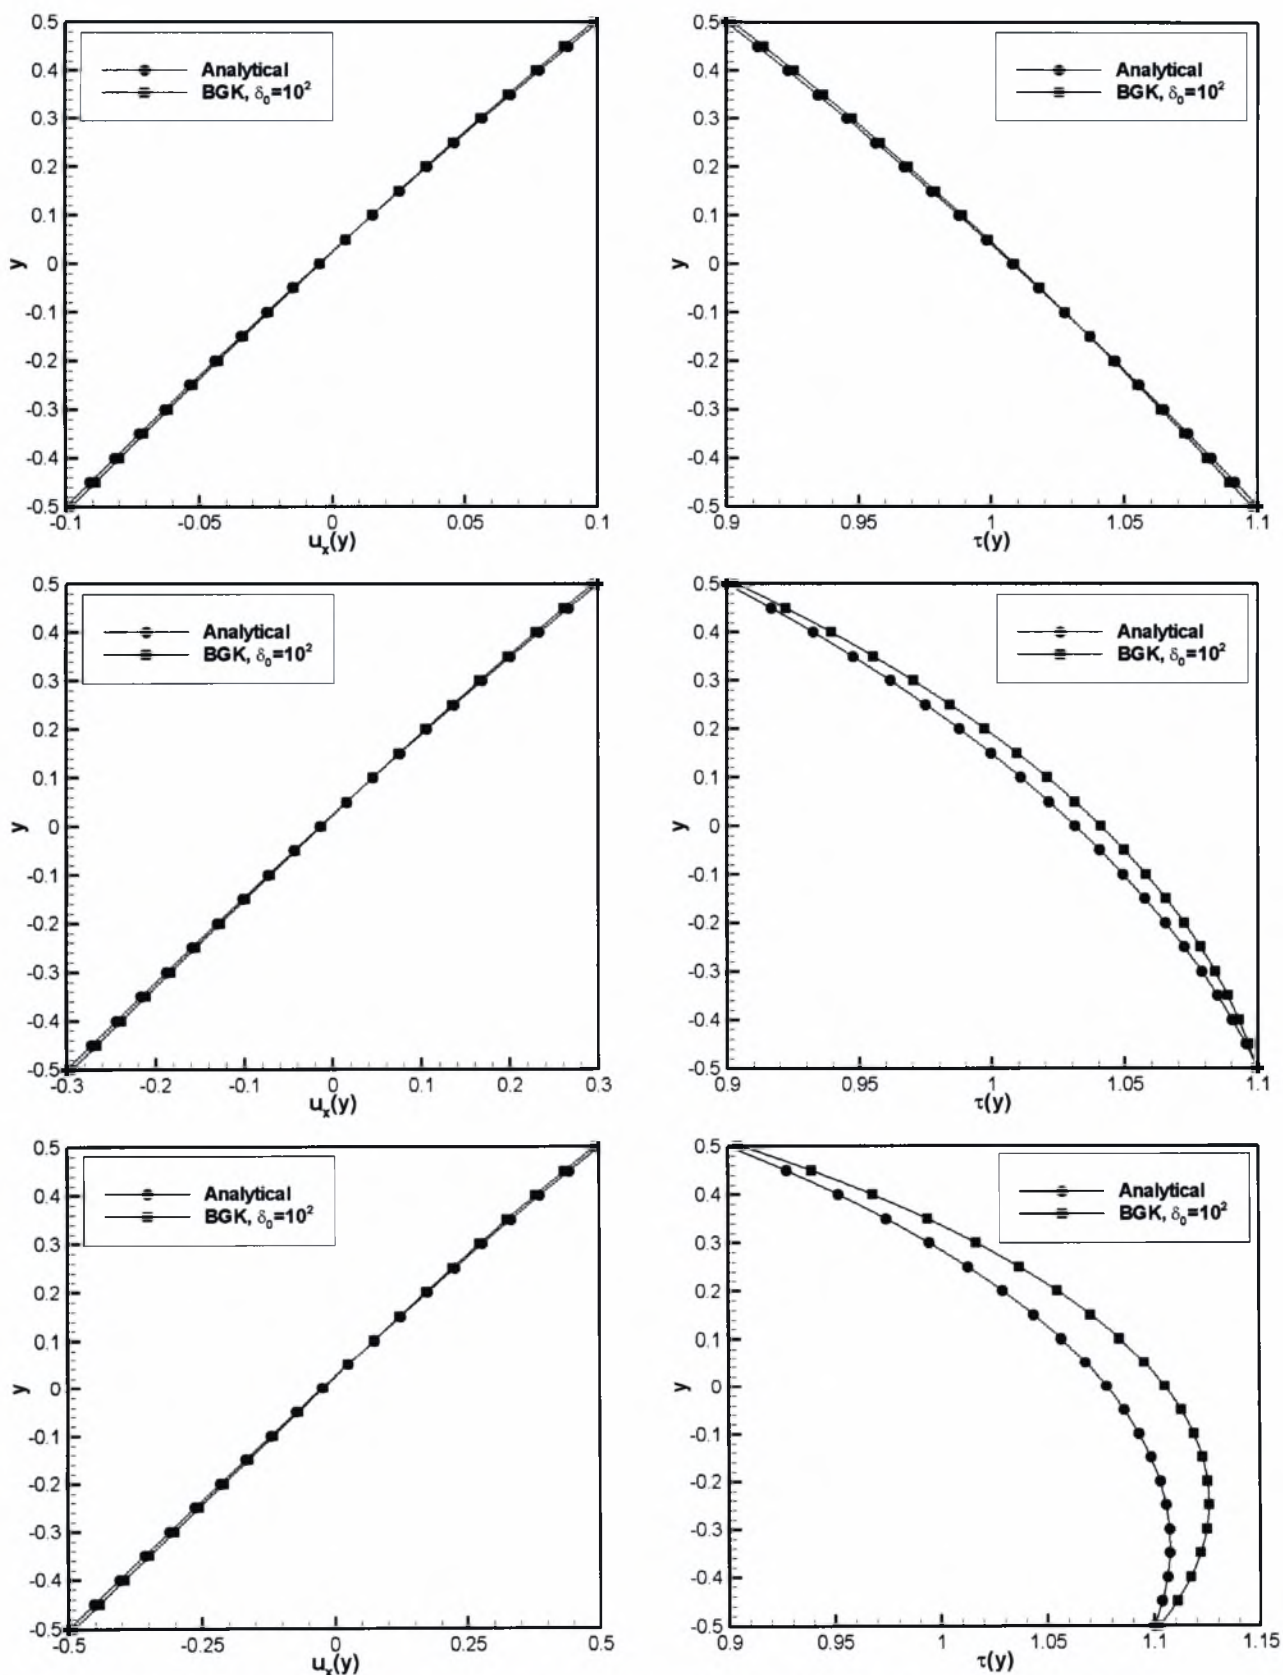 0.5
0.4
0.3
0.2
0.1
0
-0.1
-0.2
-0.3
-0.4
-0.5
y
Analytical
BGK, δ₀=10²
-0.1 -0.05 0 0.05 0.1
uₓ(y)
0.5
0.4
0.3
0.2
0.1
0
-0.1
-0.2
-0.3
-0.4
-0.5
y
Analytical
BGK, δ₀=10²
0.9 0.95 1 1.05 1.1
τ(y)
0.5
0.4
0.3
0.2
0.1
0
-0.1
-0.2
-0.3
-0.4
-0.5
y
Analytical
BGK, δ₀=10²
-0.3 -0.2 -0.1 0 0.1 0.2 0.3
uₓ(y)
0.5
0.4
0.3
0.2
0.1
0
-0.1
-0.2
-0.3
-0.4
-0.5
y
Analytical
BGK, δ₀=10²
0.9 0.95 1 1.05 1.1
τ(y)
0.5
0.4
0.3
0.2
0.1
0
-0.1
-0.2
-0.3
-0.4
-0.5
y
Analytical
BGK, δ₀=10²
-0.5 -0.25 0 0.25 0.5
uₓ(y)
0.5
0.4
0.3
0.2
0.1
0
-0.1
-0.2
-0.3
-0.4
-0.5
y
Analytical
BGK, δ₀=10²
0.9 0.95 1 1.05 1.1 1.15
τ(y)